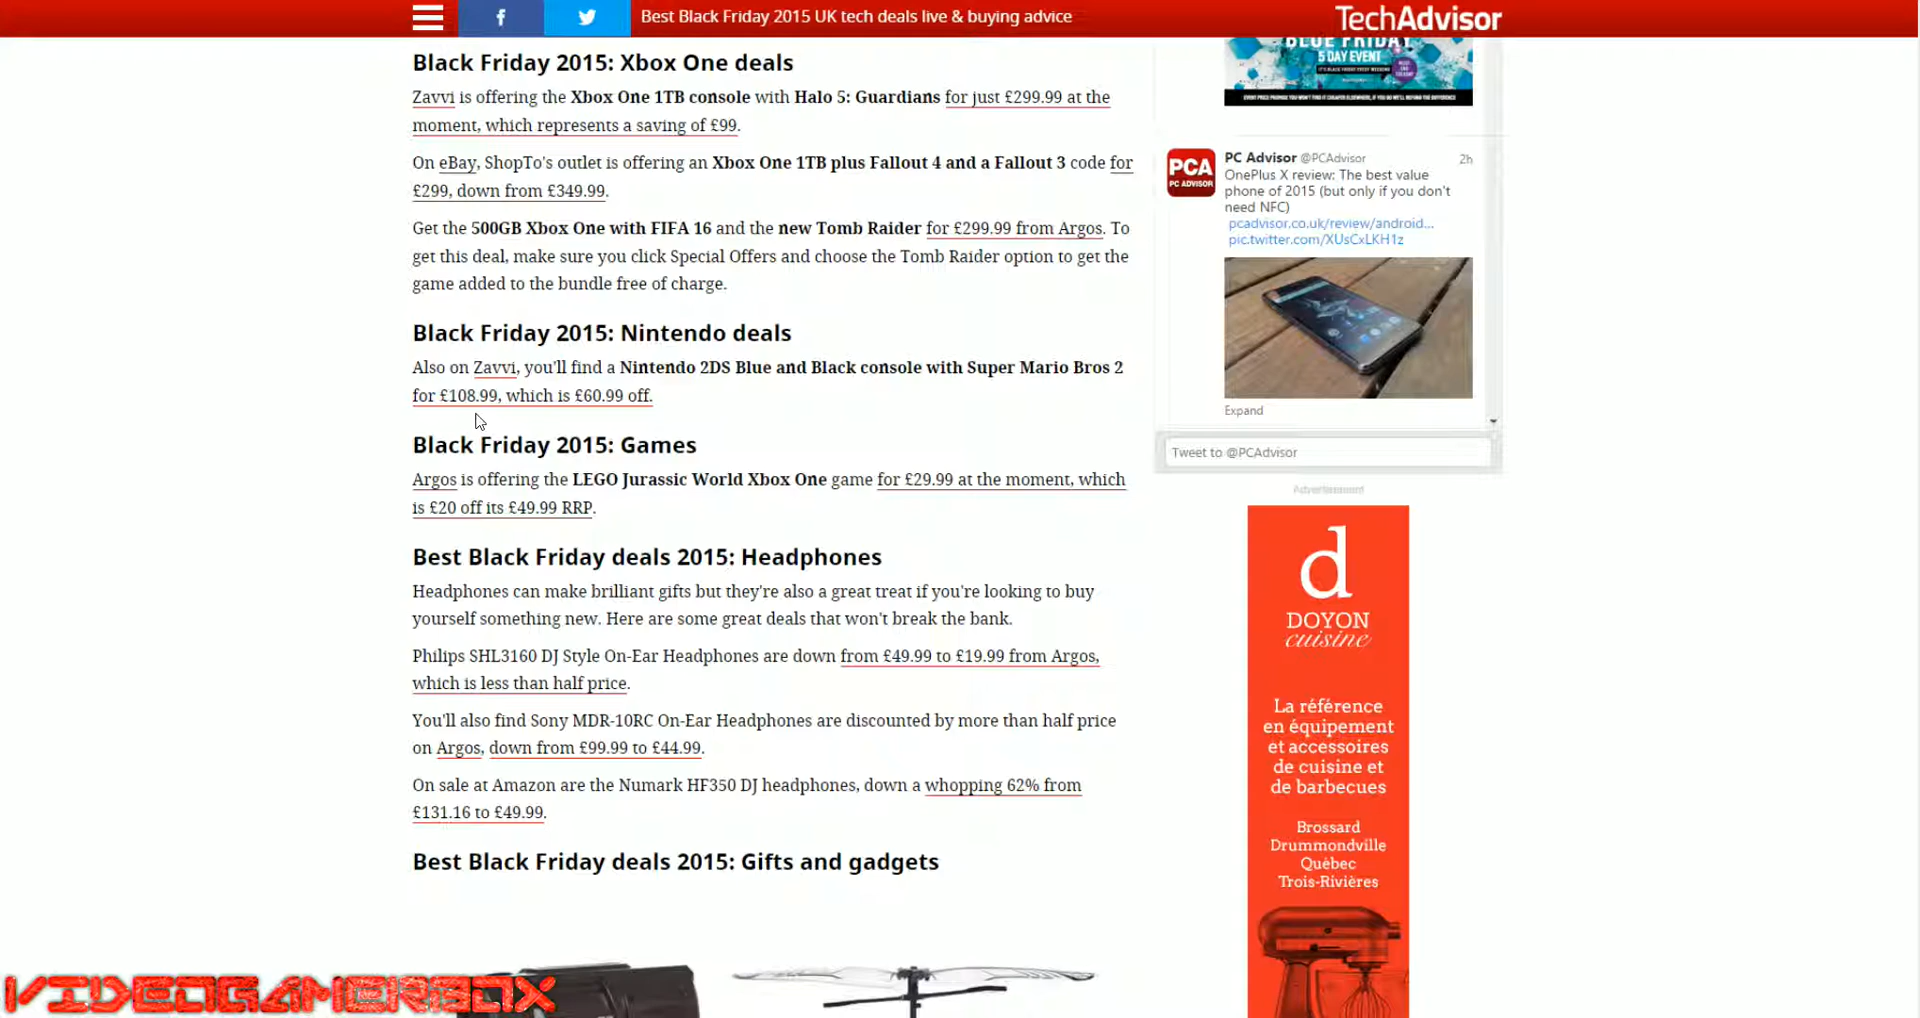 Best Black Friday 2015 UK tech deals live & buying advice
TechAdvisor
Black Friday 2015: Xbox One deals
Zavvi is offering the Xbox One 1TB console with Halo 5: Guardians for just £299.99 at the
moment, which represents a saving of £99.
On eBay, ShopTo's outlet is offering an Xbox One 1TB plus Fallout 4 and a Fallout 3 code for
£299, down from £349.99.
Get the 500GB Xbox One with FIFA 16 and the new Tomb Raider for £299.99 from Argos. To
get this deal, make sure you click Special Offers and choose the Tomb Raider option to get the
game added to the bundle free of charge.
Black Friday 2015: Nintendo deals
Also on Zavvi, you'll find a Nintendo 2DS Blue and Black console with Super Mario Bros 2
for £108.99, which is £60.99 off.
Black Friday 2015: Games
Argos is offering the LEGO Jurassic World Xbox One game for £29.99 at the moment, which
is £20 off its £49.99 RRP.
Best Black Friday deals 2015: Headphones
Headphones can make brilliant gifts but they're also a great treat if you're looking to buy
yourself something new. Here are some great deals that won't break the bank.
Philips SHL3160 DJ Style On-Ear Headphones are down from £49.99 to £19.99 from Argos,
which is less than half price.
You'll also find Sony MDR-10RC On-Ear Headphones are discounted by more than half price
on Argos, down from £99.99 to £44.99.
On sale at Amazon are the Numark HF350 DJ headphones, down a whopping 62% from
£131.16 to £49.99.
Best Black Friday deals 2015: Gifts and gadgets
BLUE FRIDAY
5 DAY EVENT
PCA
PC ADVISOR
PC Advisor @PCAdvisor
2h
OnePlus X review: The best value
phone of 2015 (but only if you don't
need NFC)
pcadvisor.co.uk/review/android...
pic.twitter.com/XUsCxLKH1z
Expand
Tweet to @PCAdvisor
Advertisement
d
DOYON
cuisine
La référence
en équipement
et accessoires
de cuisine et
de barbecues
Brossard
Drummondville
Québec
Trois-Rivières
VIDEOGAMERBOX